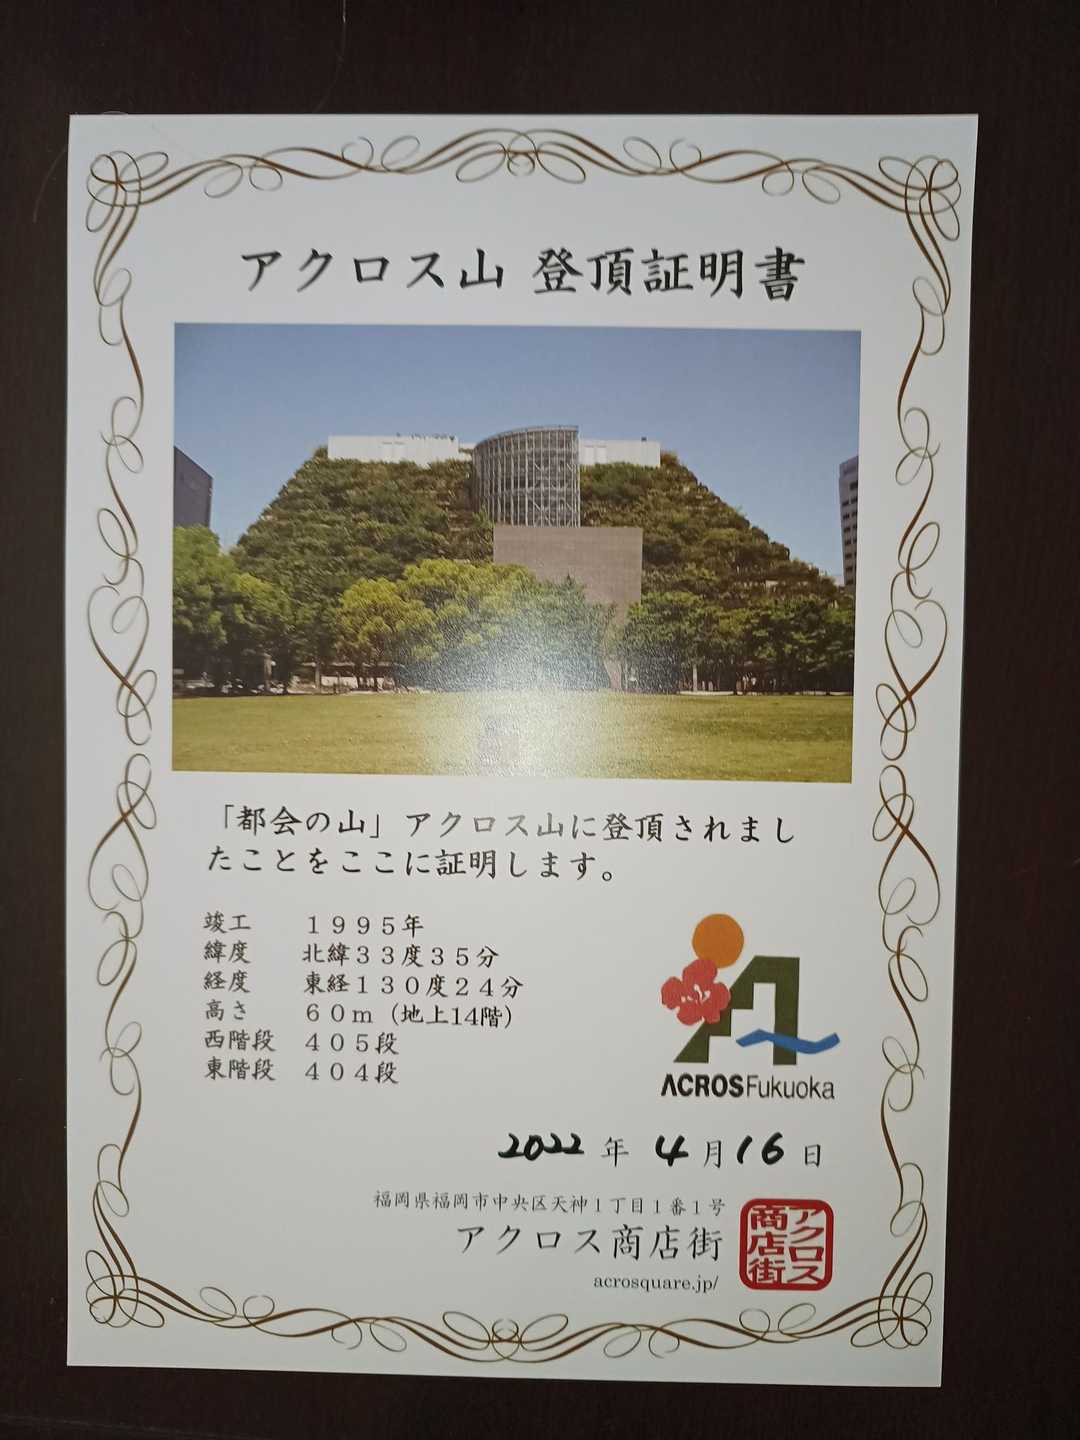 アクロス山 登頂証明書
「都会の山」アクロス山に登頂されまし
たことをここに証明します。
竣工 １９９５年
緯度 北緯３３度３５分
経度 東経１３０度２４分
高さ ６０ｍ（地上14階）
西階段 ４０５段
東階段 ４０４段
ACROS Fukuoka
2022 年 4 月 16 日
福岡県福岡市中央区天神１丁目１番１号
アクロス商店街
acrosquare.jp/
アクロス
商店街